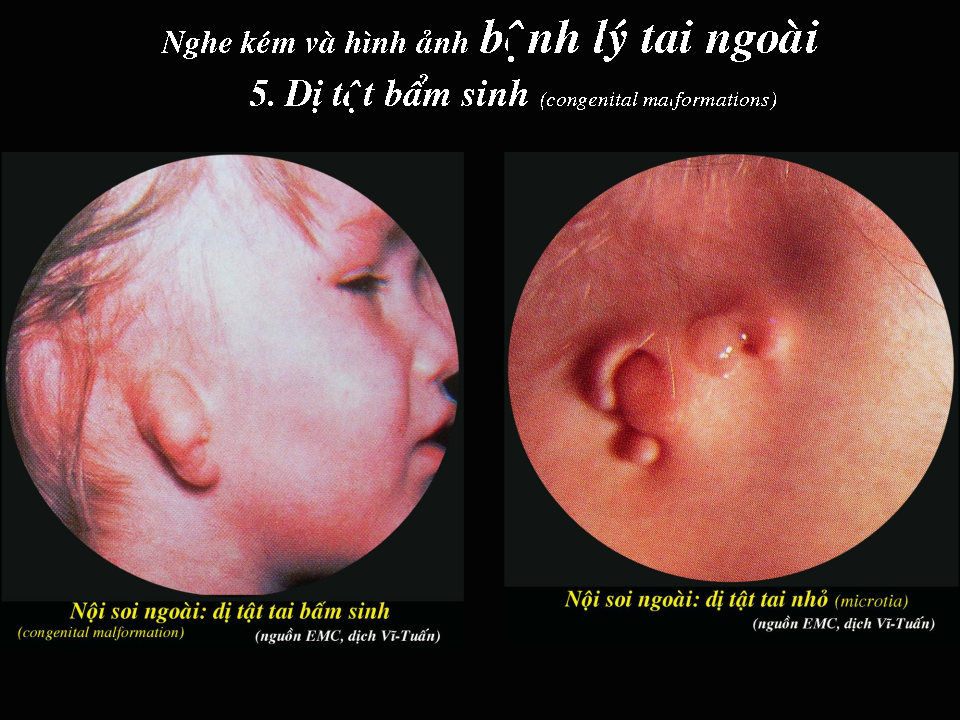 Nghe kém và hình ảnh bệnh lý tai ngoài
5. Dị tật bẩm sinh (congenital malformations)
Nội soi ngoài: dị tật tai bẩm sinh
(congenital malformation) (nguồn EMC, dịch Vĩ-Tuấn)
Nội soi ngoài: dị tật tai nhỏ (microtia)
(nguồn EMC, dịch Vĩ-Tuấn)